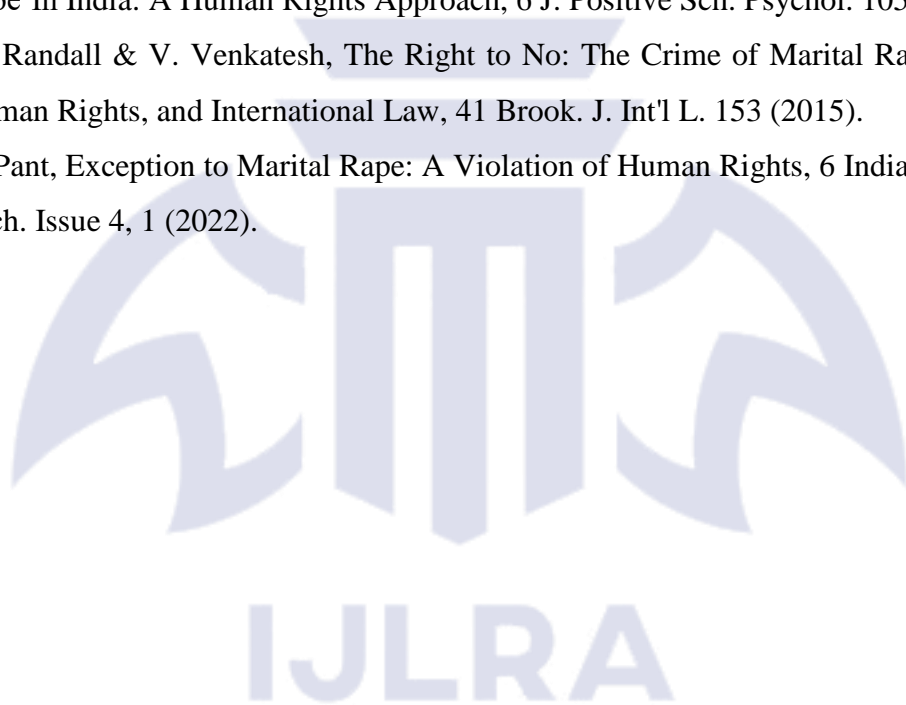 In India: A Human Rights Approach, 6 J. Positive Sch. Psychol. 105
Randall & V. Venkatesh, The Right to No: The Crime of Marital Ra
man Rights, and International Law, 41 Brook. J. Int'l L. 153 (2015).
Pant, Exception to Marital Rape: A Violation of Human Rights, 6 India
ch. Issue 4, 1 (2022).
IJLRA